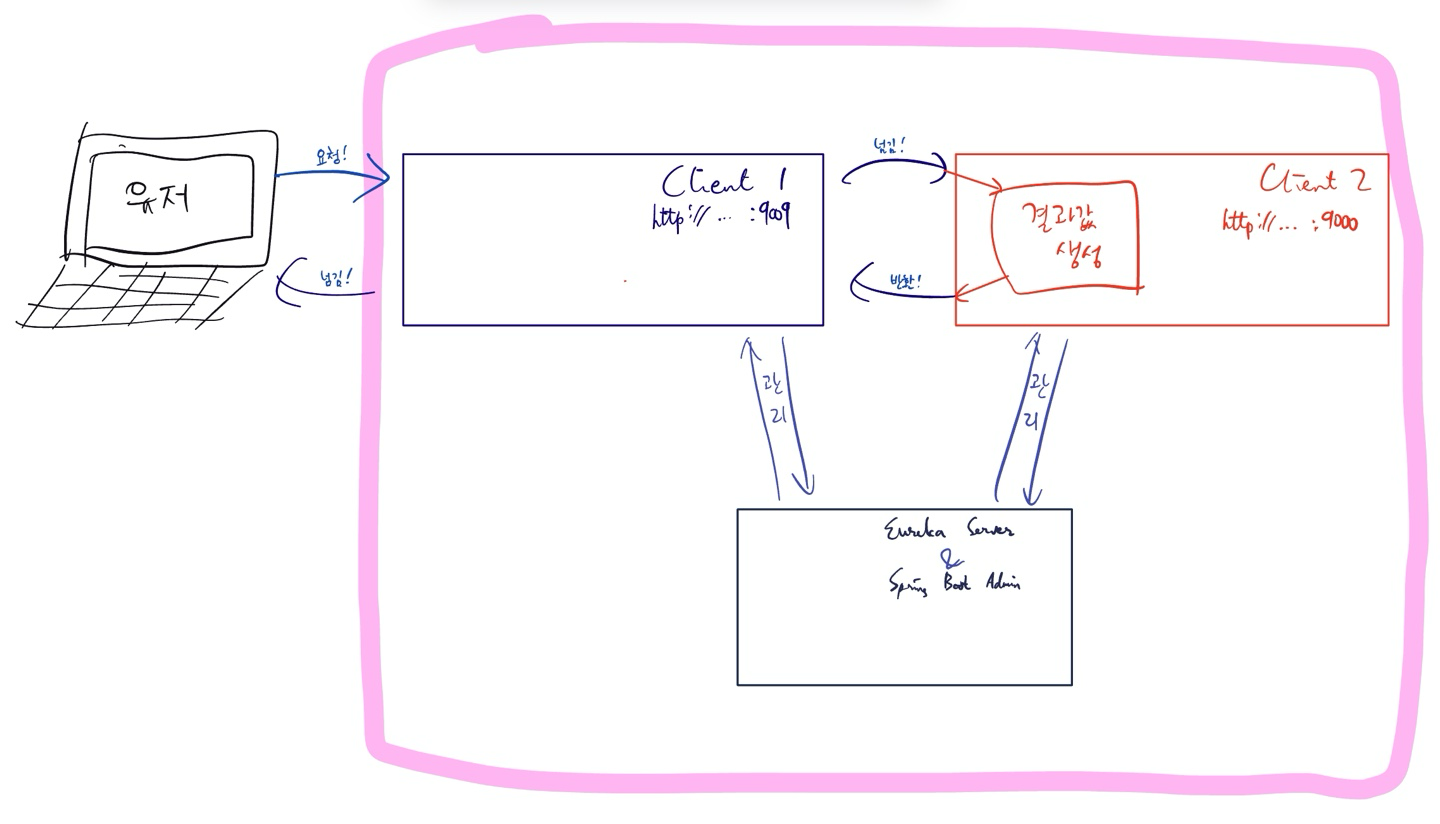 유저
요청!
넘김!
Client 1
http://... :9009
넘김!
반환!
결과값
생성
Client 2
http://... :9000
관
리
관
리
Eureka Server
&
Spring Boot Admin